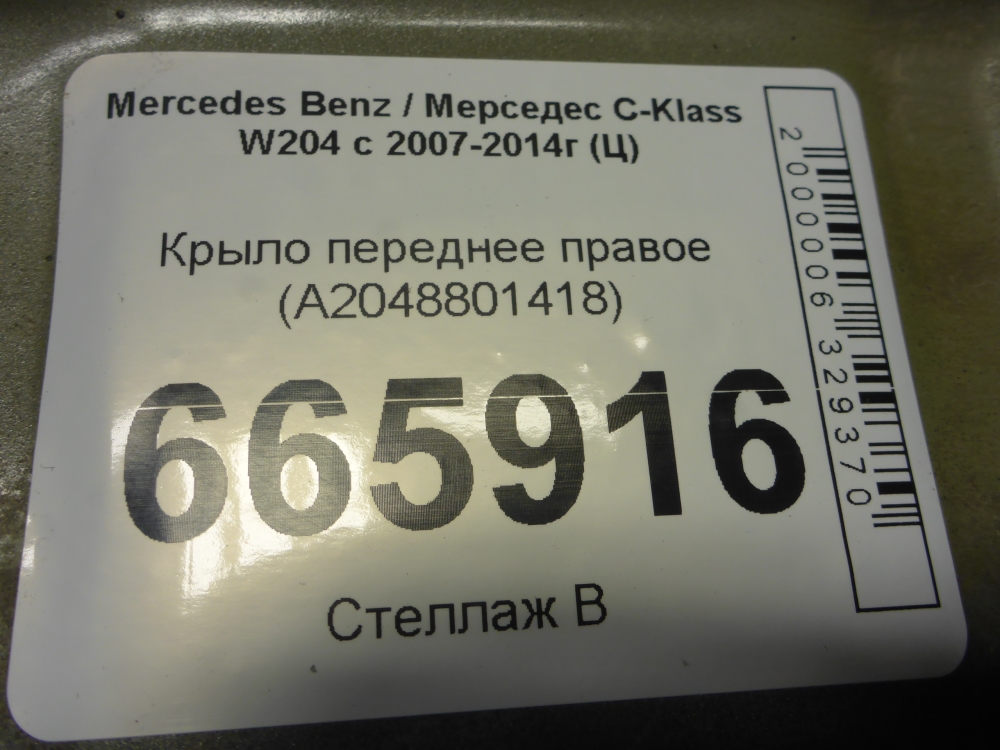 Mercedes Benz / Мерседес C-Klass
W204 с 2007-2014г (Ц)
Крыло переднее правое
(A2048801418)
665916
Стеллаж В
2000006329370